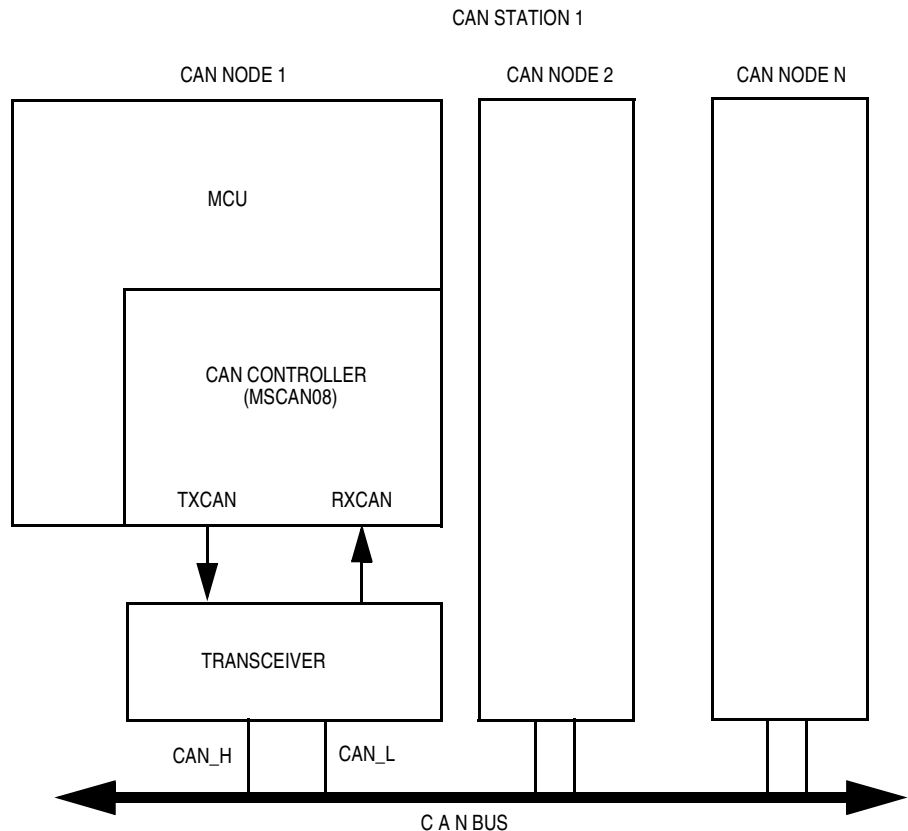 CAN STATION 1
CAN NODE 1
CAN NODE 2
CAN NODE N
MCU
CAN CONTROLLER
(MSCAN08)
TXCAN
RXCAN
TRANSCEIVER
CAN_H
CAN_L
C A N BUS